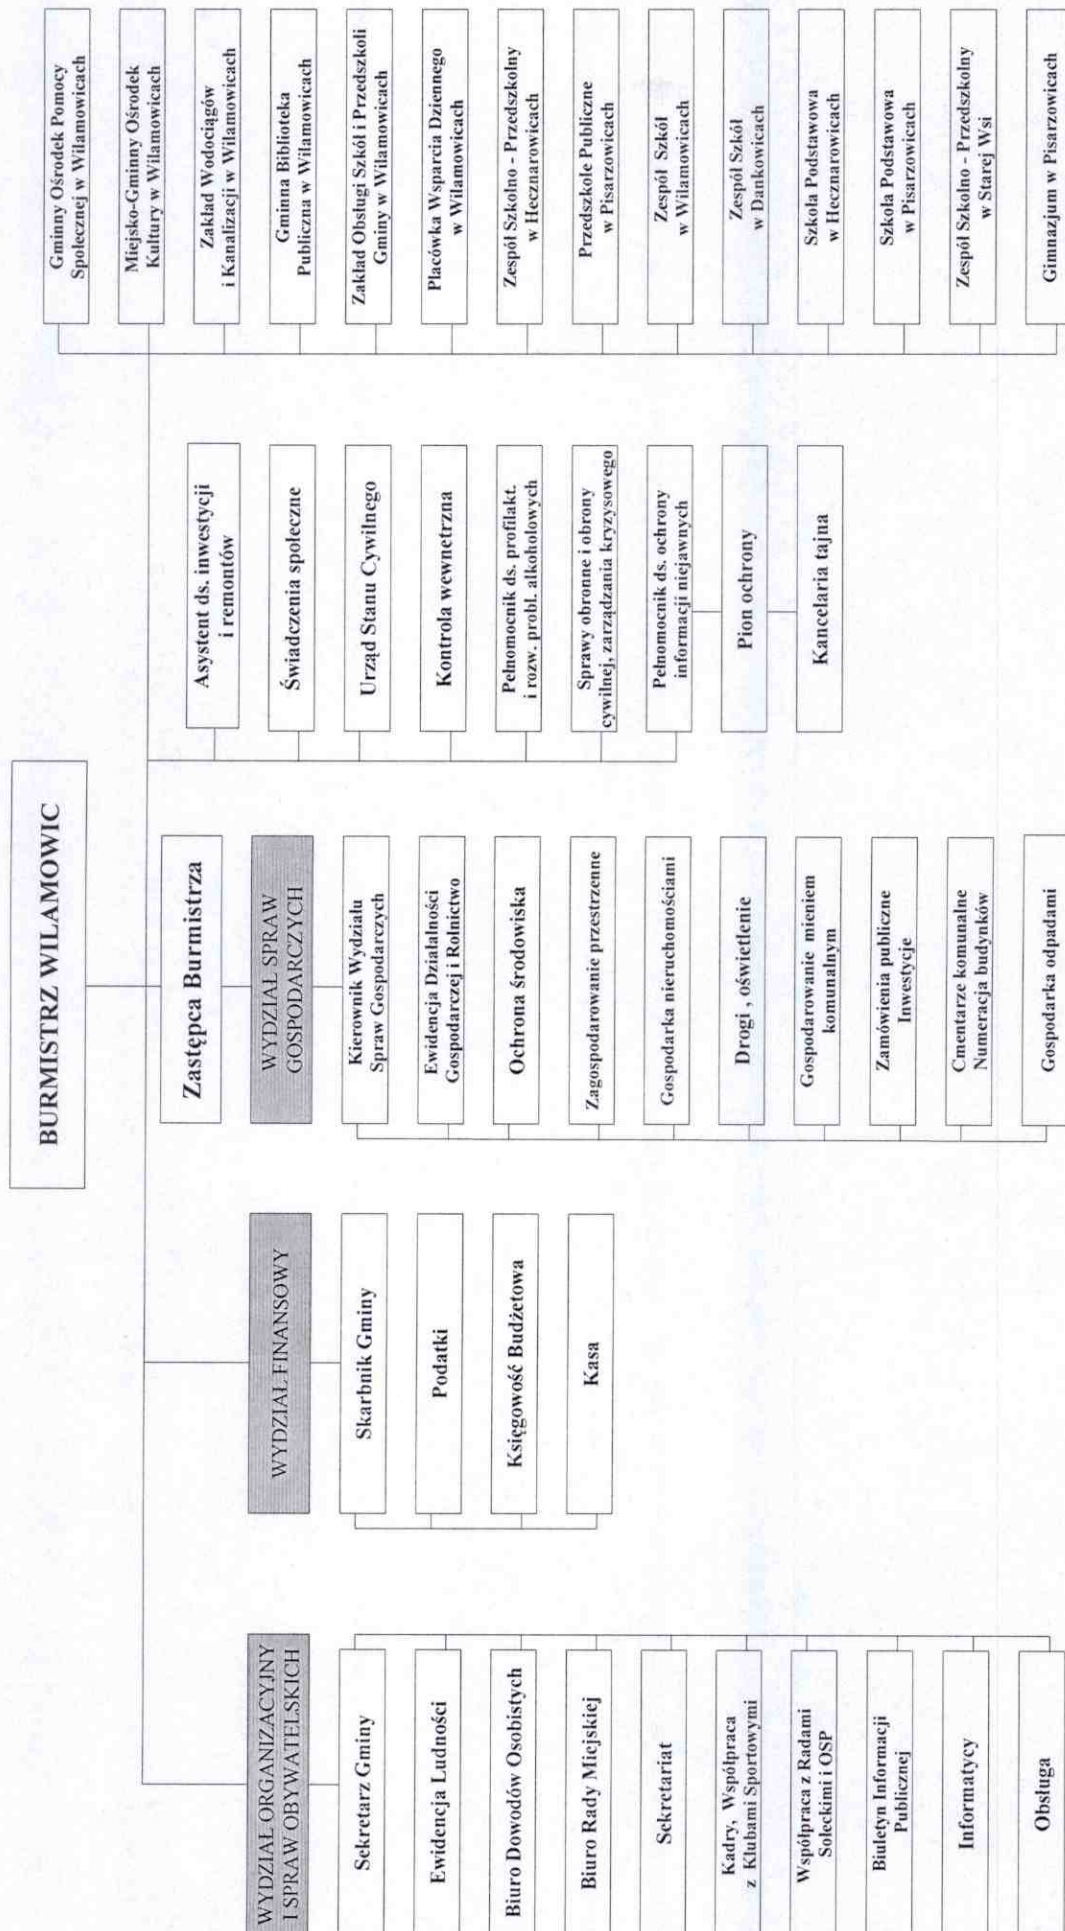 BURMISTRZ WILAMOWIC
WYDZIAŁ ORGANIZACYJNY
I SPRAW OBYWATELSKICH
Sekretarz Gminy
Ewidencja Ludności
Biuro Dowodów Osobistych
Biuro Rady Miejskiej
Sekretariat
Kadry, Współpraca
z Klubami Sportowymi
Współpraca z Radami
Sołeckimi i OSP
Biuletyn Informacji
Publicznej
Informatycy
Obsługa
WYDZIAŁ FINANSOWY
Skarbnik Gminy
Podatki
Księgowość Budżetowa
Kasa
Zastępca Burmistrza
WYDZIAŁ SPRAW
GOSPODARCZYCH
Kierownik Wydziału
Spraw Gospodarczych
Ewidencja Działalności
Gospodarczej i Rolnictwo
Ochrona środowiska
Zagospodarowanie przestrzenne
Gospodarka nieruchomościami
Drogi , oświetlenie
Gospodarowanie mieniem
komunalnym
Zamówienia publiczne
Inwestycje
Cmentarze komunalne
Numeracja budynków
Gospodarka odpadami
Asystent ds. inwestycji
i remontów
Świadczenia społeczne
Urząd Stanu Cywilnego
Kontrola wewnetrzna
Pełnomocnik ds. profilakt.
i rozw. probl. alkoholowych
Sprawy obronne i obrony
cywilnej, zarządzania kryzysowego
Pełnomocnik ds. ochrony
informacji niejawnych
Pion ochrony
Kancelaria tajna
Gminny Ośrodek Pomocy
Społecznej w Wilamowicach
Miejsko-Gminny Ośrodek
Kultury w Wilamowicach
Zakład Wodociągów
i Kanalizacji w Wilamowicach
Gminna Biblioteka
Publiczna w Wilamowicach
Zakład Obsługi Szkół i Przedszkoli
Gminy w Wilamowicach
Placówka Wsparcia Dziennego
w Wilamowicach
Zespół Szkolno - Przedszkolny
w Hecznarowicach
Przedszkole Publiczne
w Pisarzowicach
Zespół Szkół
w Wilamowicach
Zespół Szkół
w Dankowicach
Szkoła Podstawowa
w Hecznarowicach
Szkoła Podstawowa
w Pisarzowicach
Zespół Szkolno - Przedszkolny
w Starej Wsi
Gimnazjum w Pisarzowicach